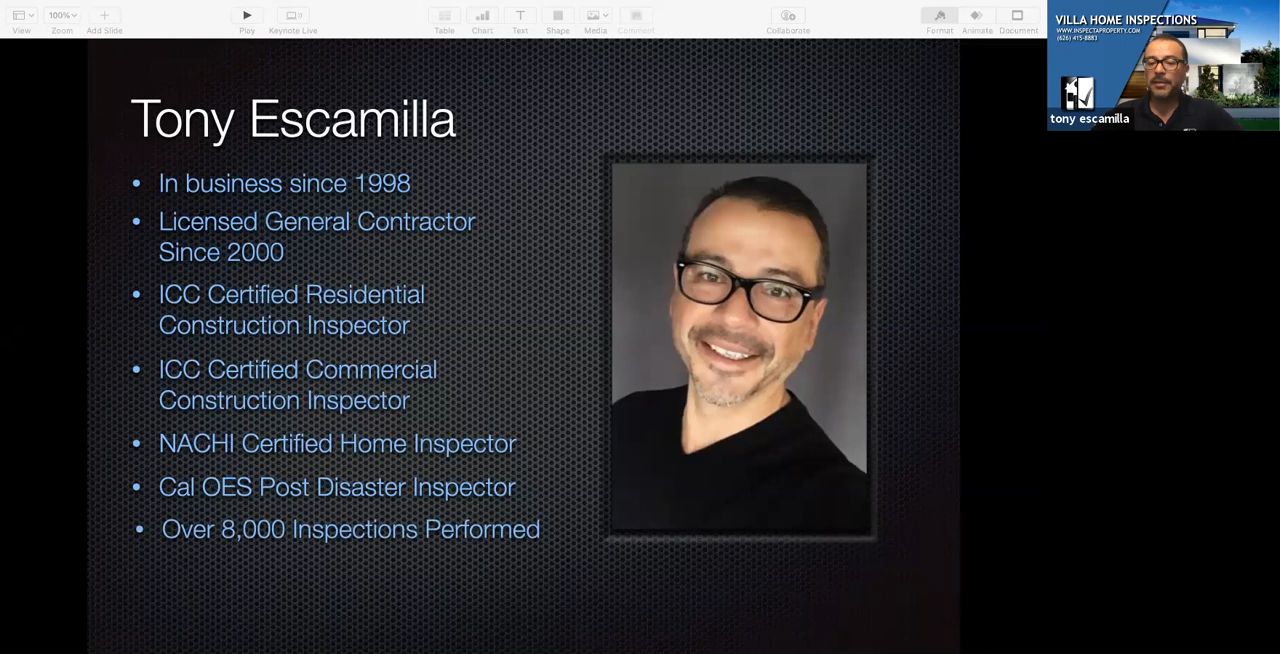 View
100%
Zoom
Add Slide
Play
Keynote Live
Table
Chart
Text
Shape
Media
Comment
Collaborate
Format
Animate
Document
VILLA HOME INSPECTIONS
WWW.INSPECTAPROPERTY.COM
(626) 415-8883
tony escamilla
Tony Escamilla
• In business since 1998
• Licensed General Contractor
Since 2000
• ICC Certified Residential
Construction Inspector
• ICC Certified Commercial
Construction Inspector
• NACHI Certified Home Inspector
• Cal OES Post Disaster Inspector
• Over 8,000 Inspections Performed